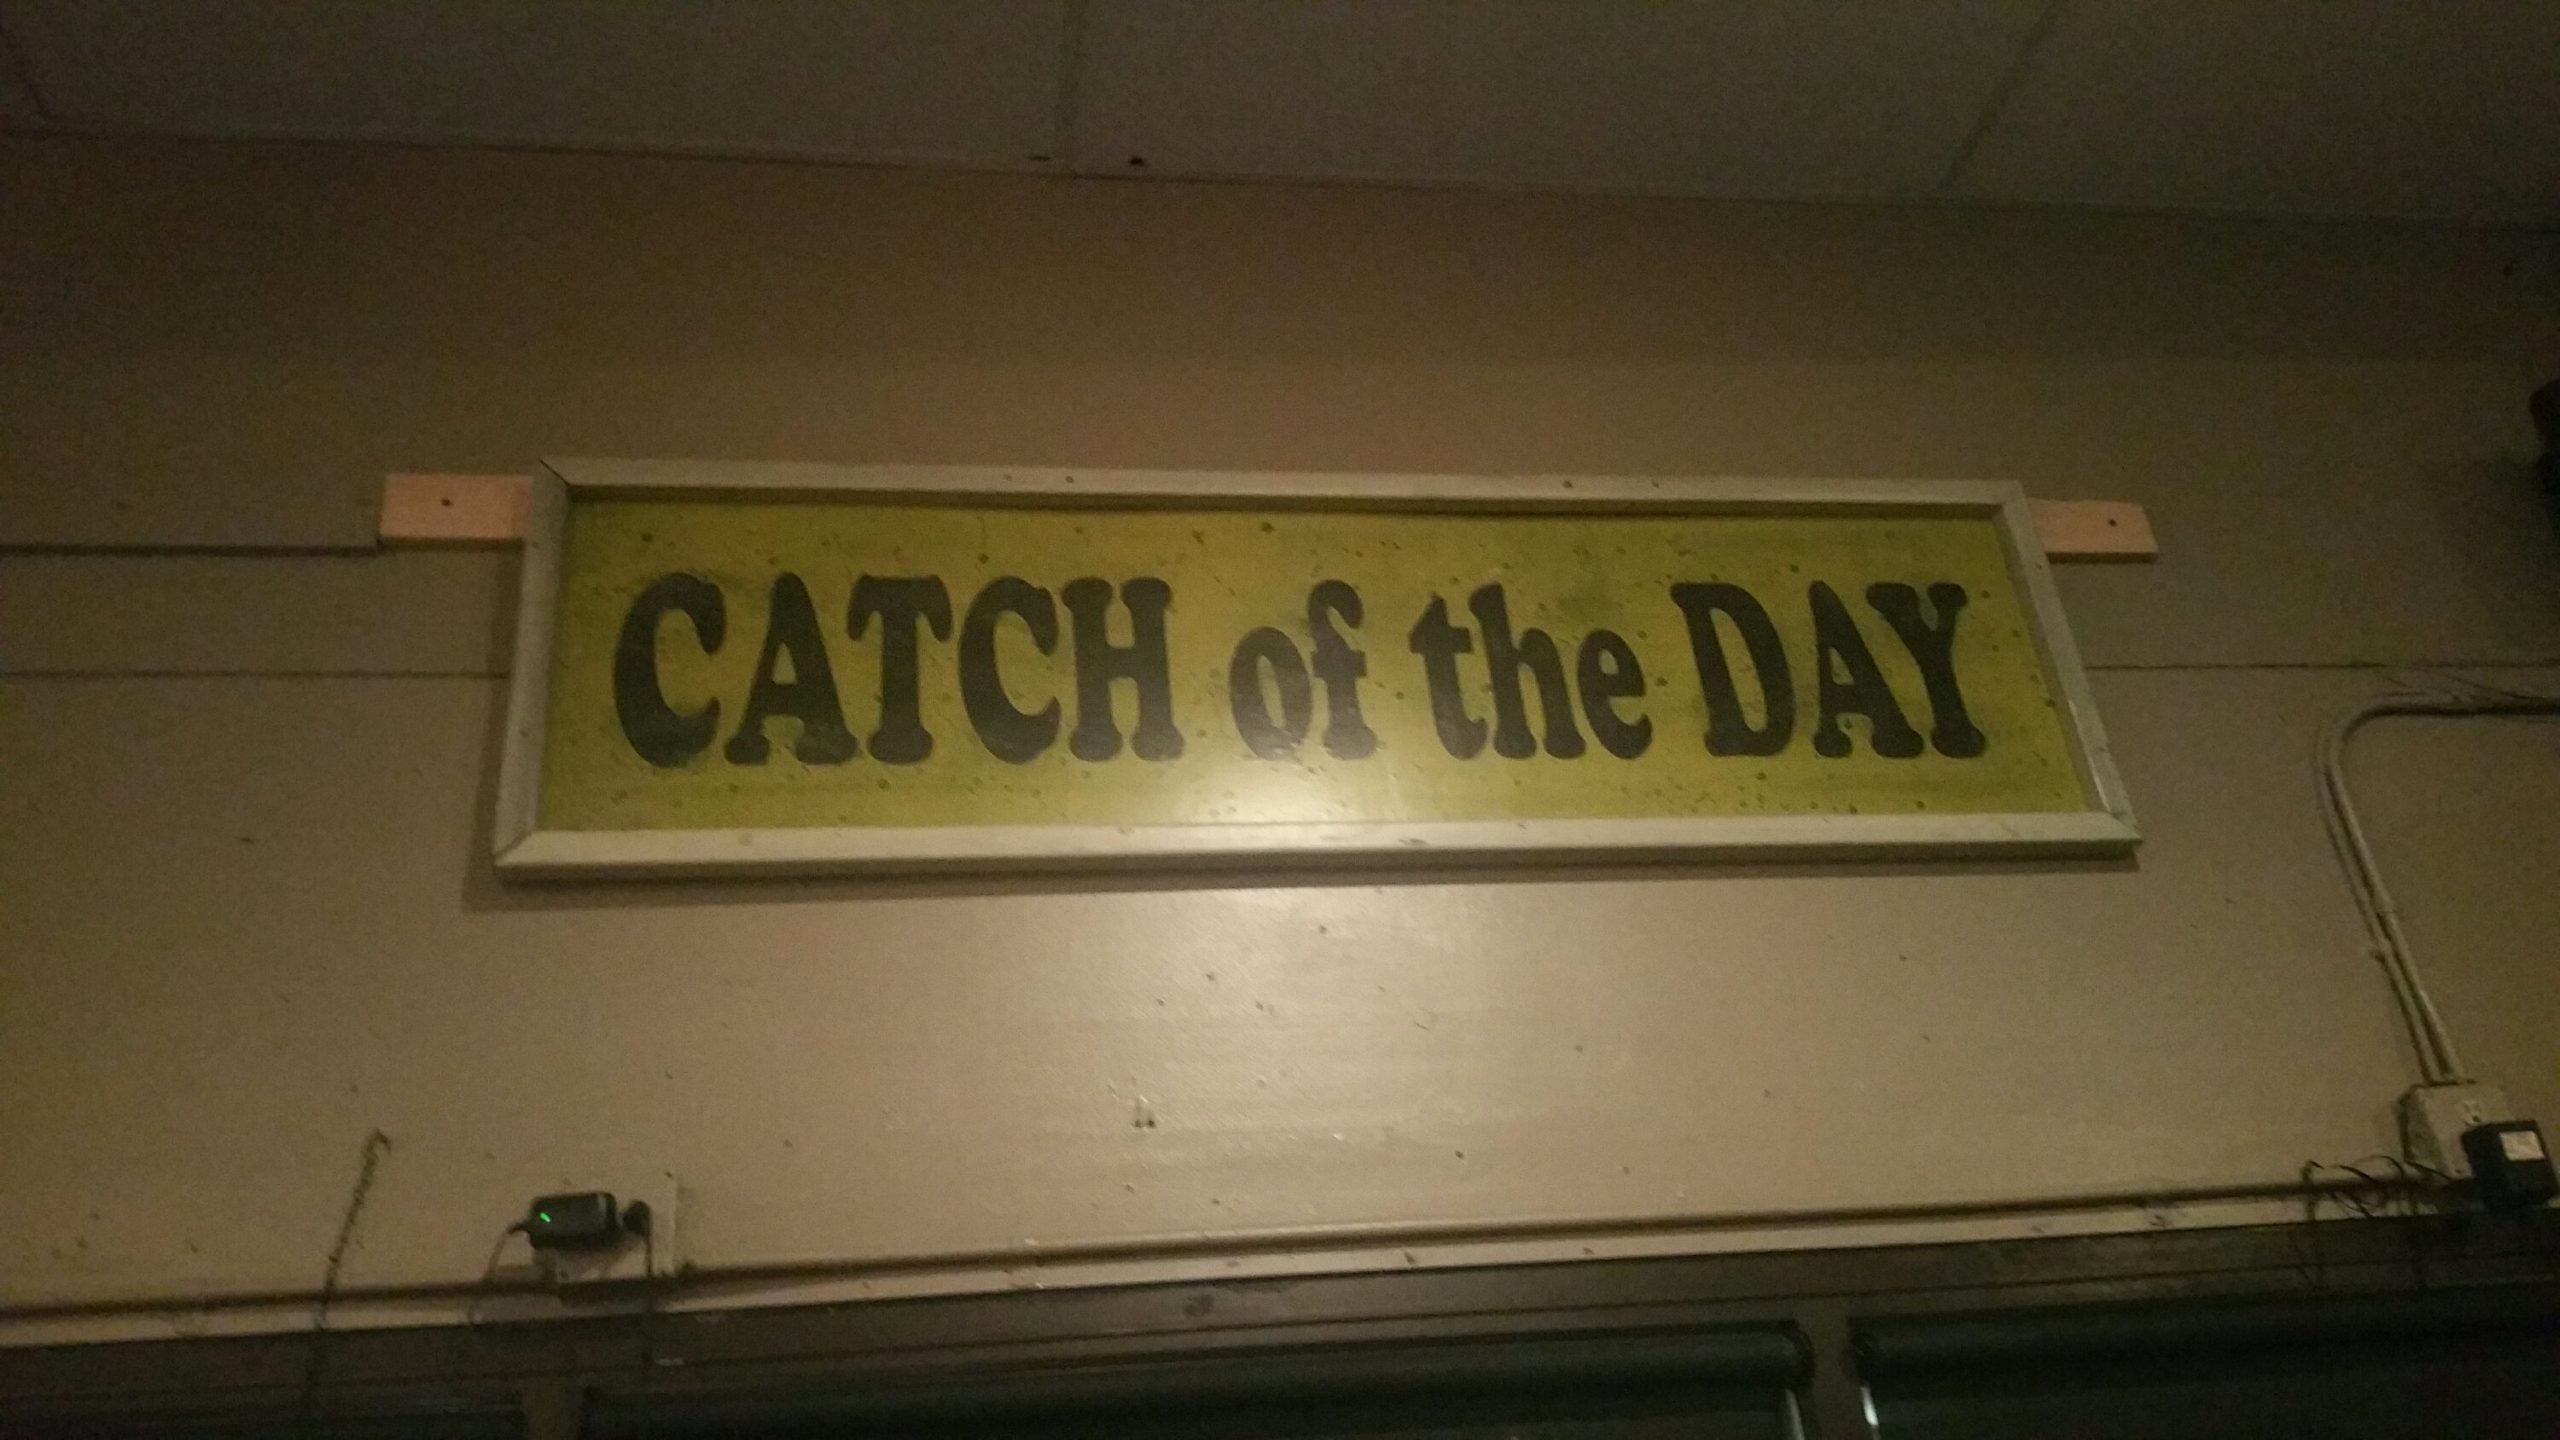 CATCH of the DAY